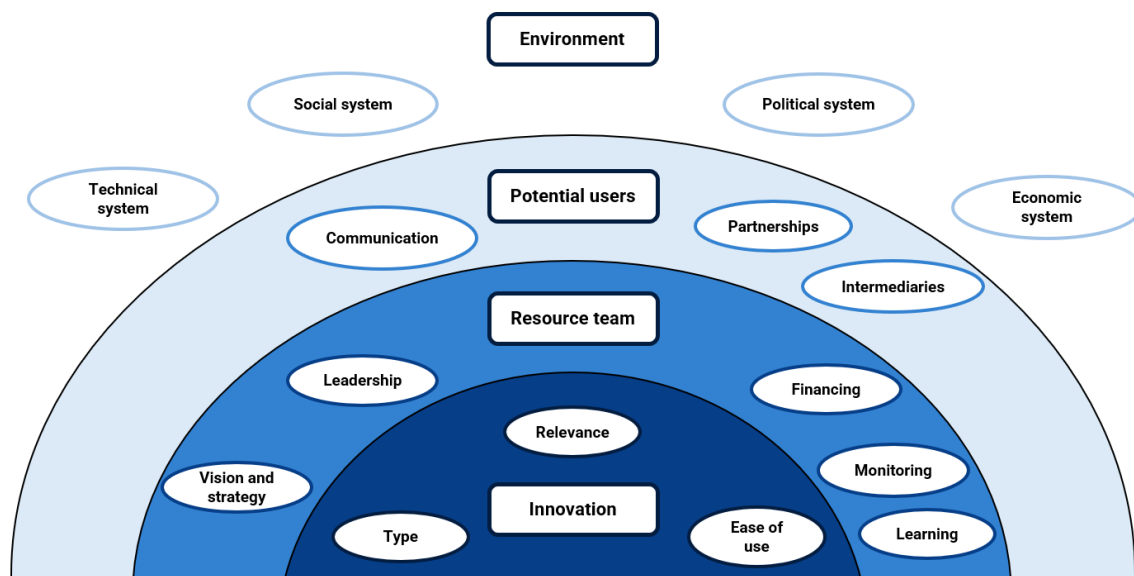 Environment
Social system
Political system
Technical
system
Economic
system
Potential users
Communication
Partnerships
Intermediaries
Resource team
Leadership
Financing
Vision and
strategy
Monitoring
Learning
Relevance
Innovation
Type
Ease of
use